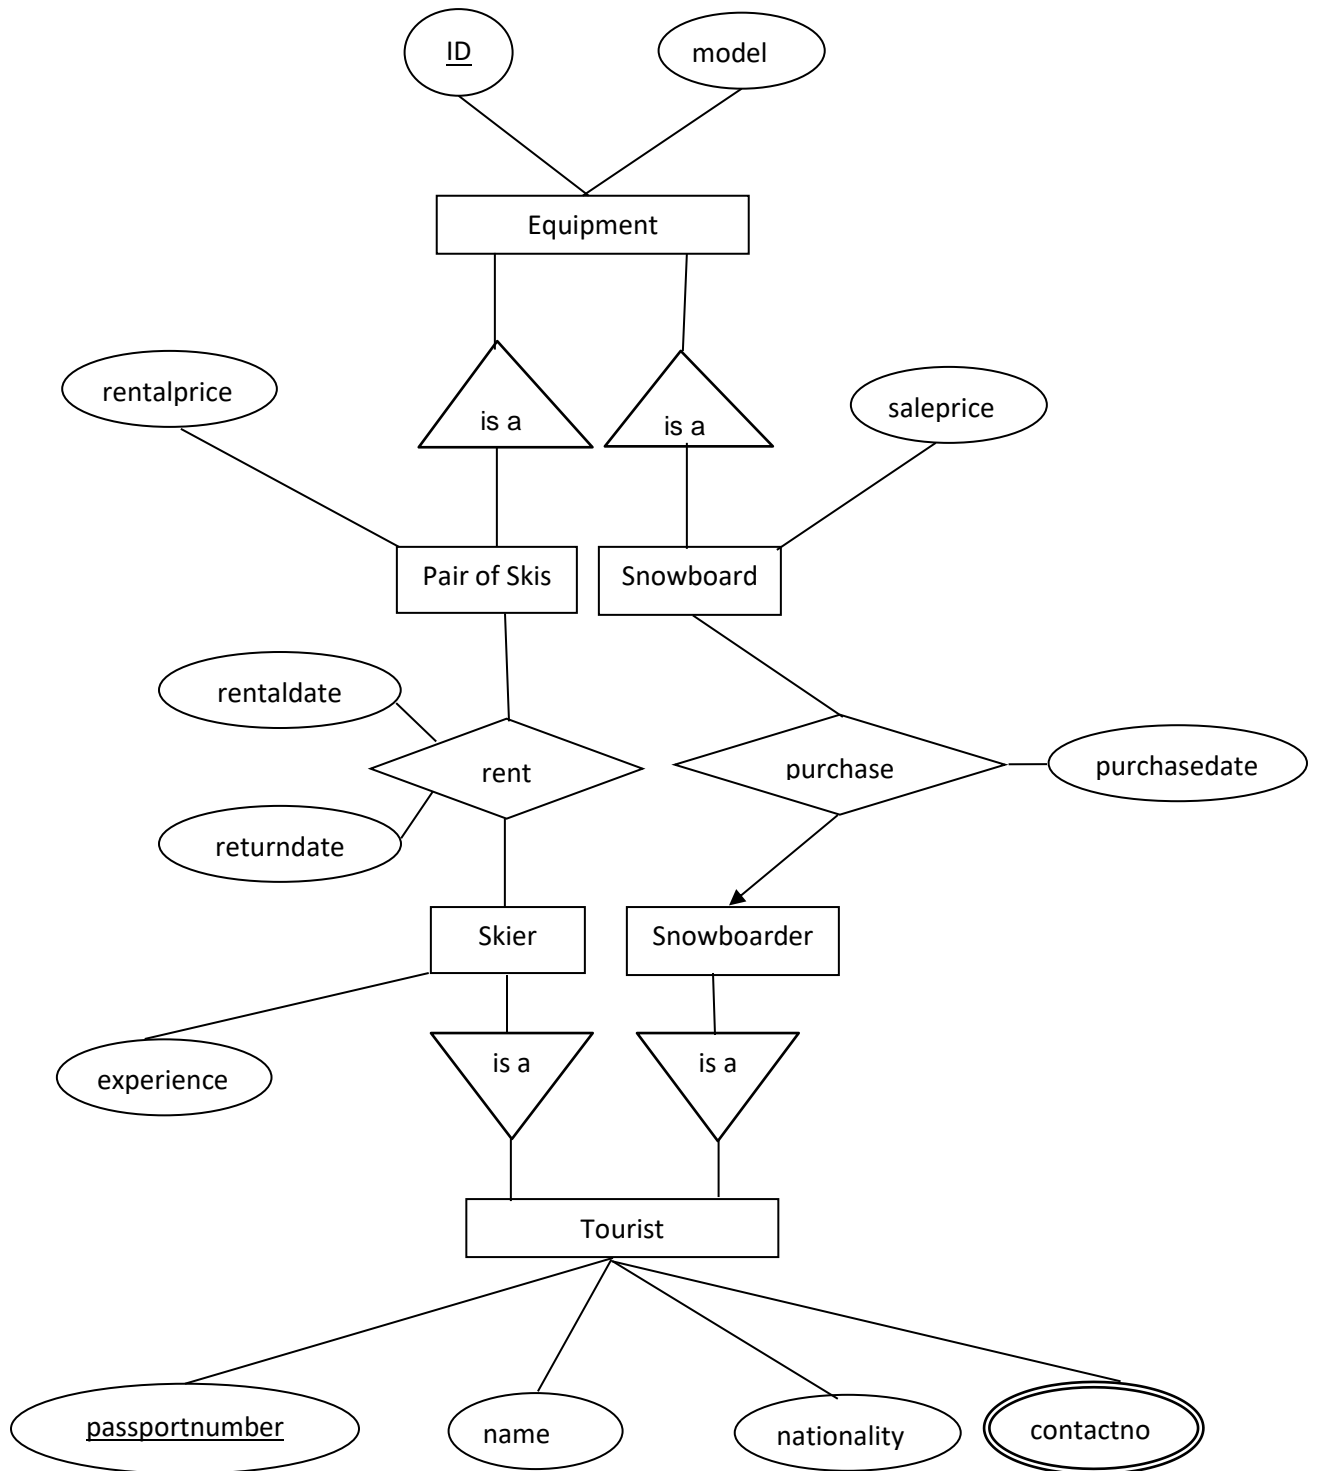 ID
model
Equipment
rentalprice
is a
is a
saleprice
Pair of Skis
Snowboard
rentaldate
rent
purchase
purchasedate
returndate
Skier
Snowboarder
experience
is a
is a
Tourist
passportnumber
name
nationality
contactno